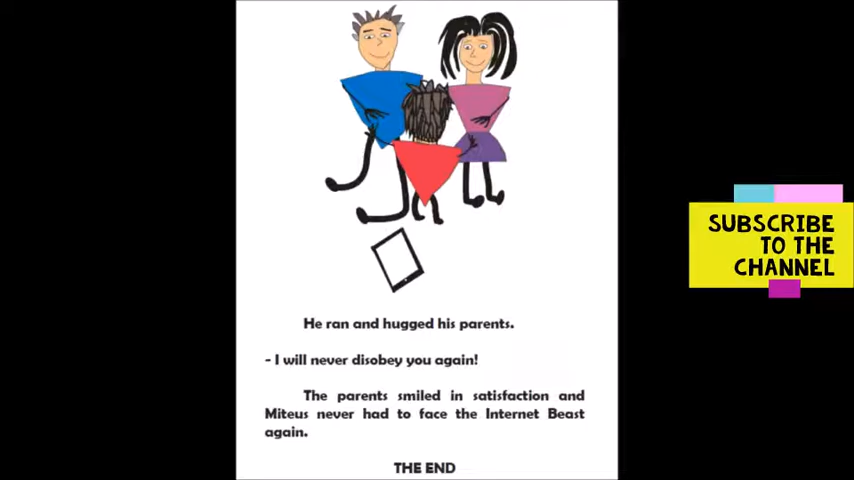 He ran and hugged his parents.
- I will never disobey you again!
The parents smiled in satisfaction and
Miteus never had to face the Internet Beast
again.
THE END
SUBSCRIBE
TO THE
CHANNEL